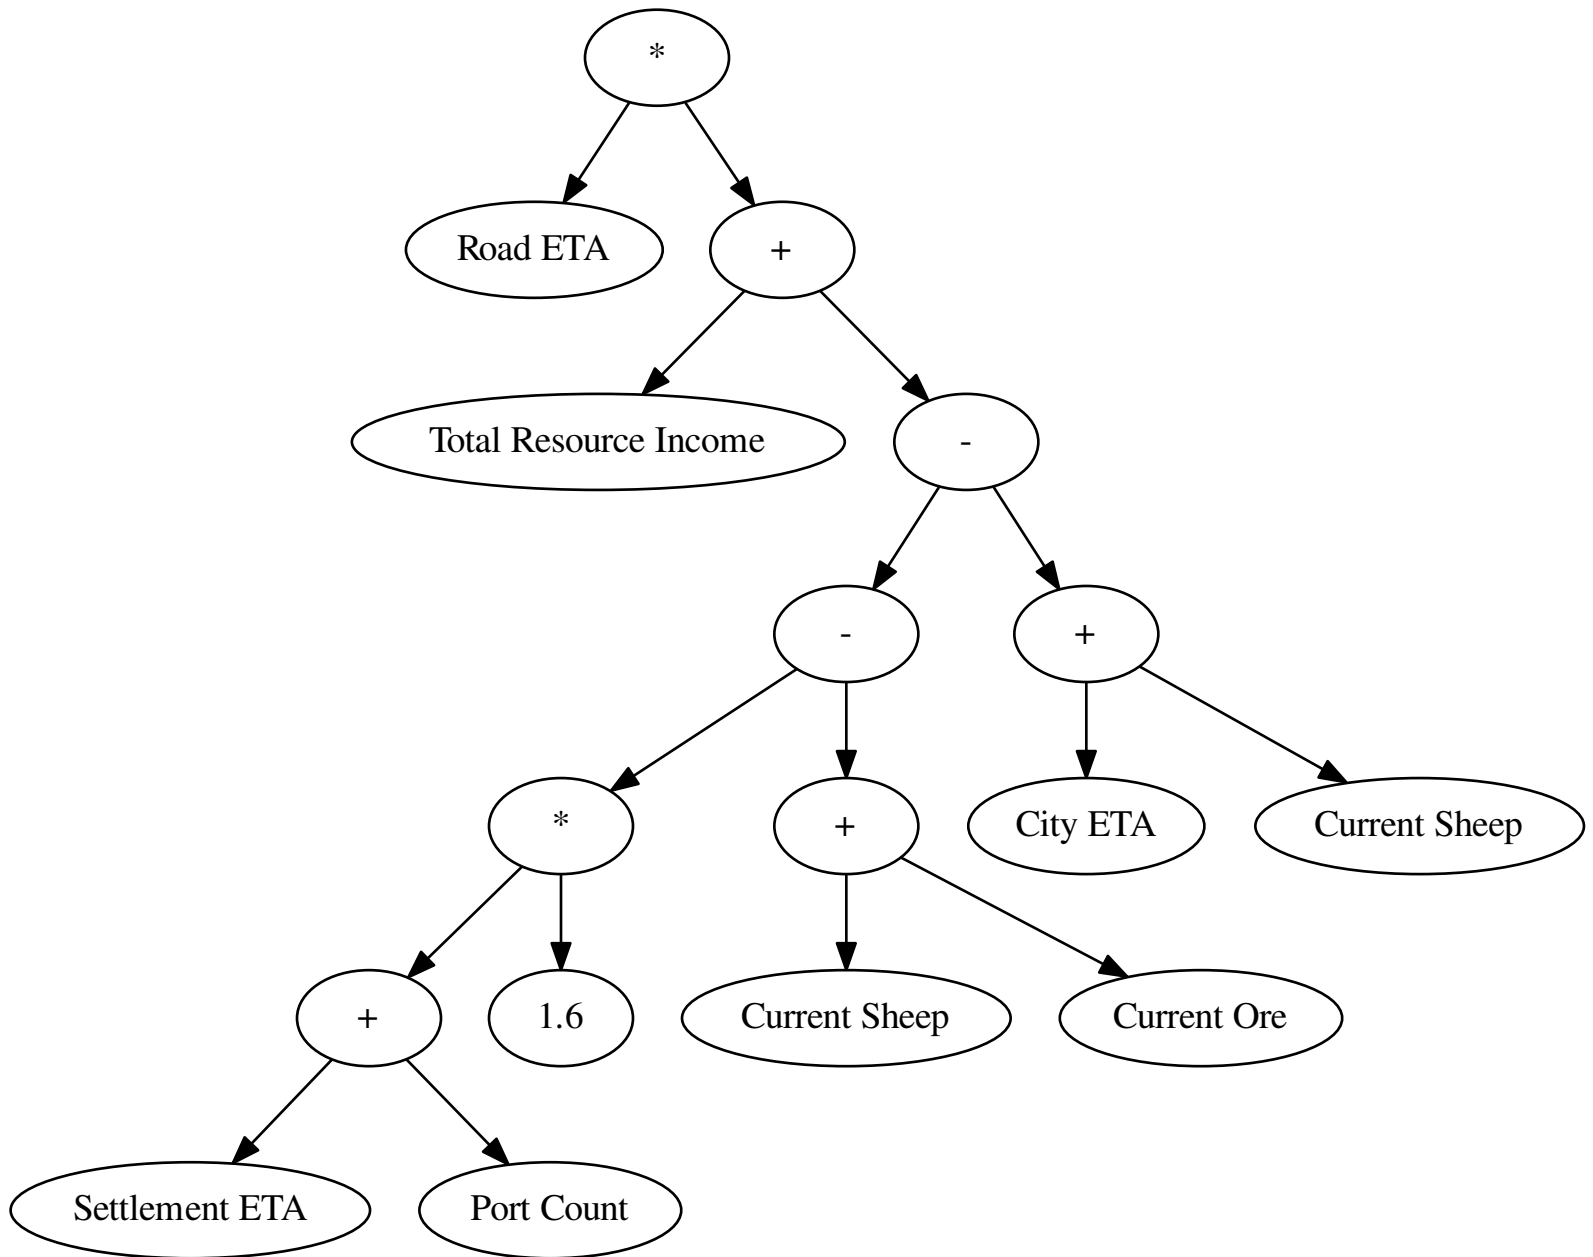 *
Road ETA
+
Total Resource Income
-
-
+
*
+
City ETA
Current Sheep
+
1.6
Current Sheep
Current Ore
Settlement ETA
Port Count